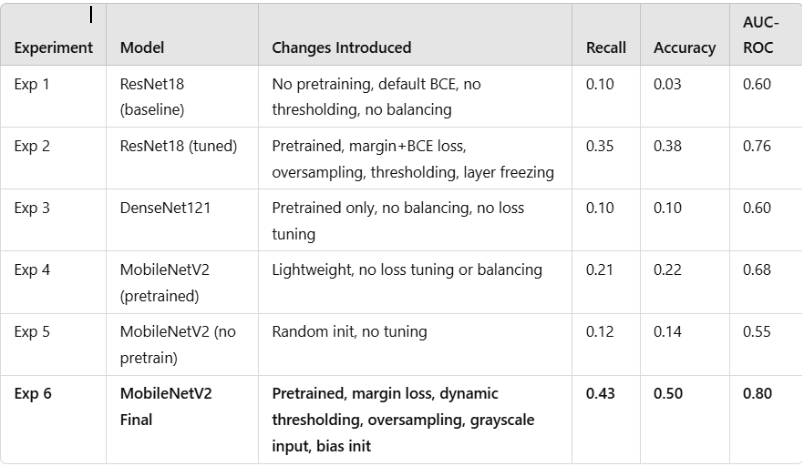 Experiment Model Changes Introduced Recall Accuracy AUC-
ROC
Exp 1 ResNet18 No pretraining, default BCE, no 0.10 0.03 0.60
(baseline) thresholding, no balancing
Exp 2 ResNet18 (tuned) Pretrained, margin+BCE loss, 0.35 0.38 0.76
oversampling, thresholding, layer freezing
Exp 3 DenseNet121 Pretrained only, no balancing, no loss 0.10 0.10 0.60
tuning
Exp 4 MobileNetV2 Lightweight, no loss tuning or balancing 0.21 0.22 0.68
(pretrained)
Exp 5 MobileNetV2 (no Random init, no tuning 0.12 0.14 0.55
pretrain)
Exp 6 MobileNetV2 Pretrained, margin loss, dynamic 0.43 0.50 0.80
Final thresholding, oversampling, grayscale
input, bias init